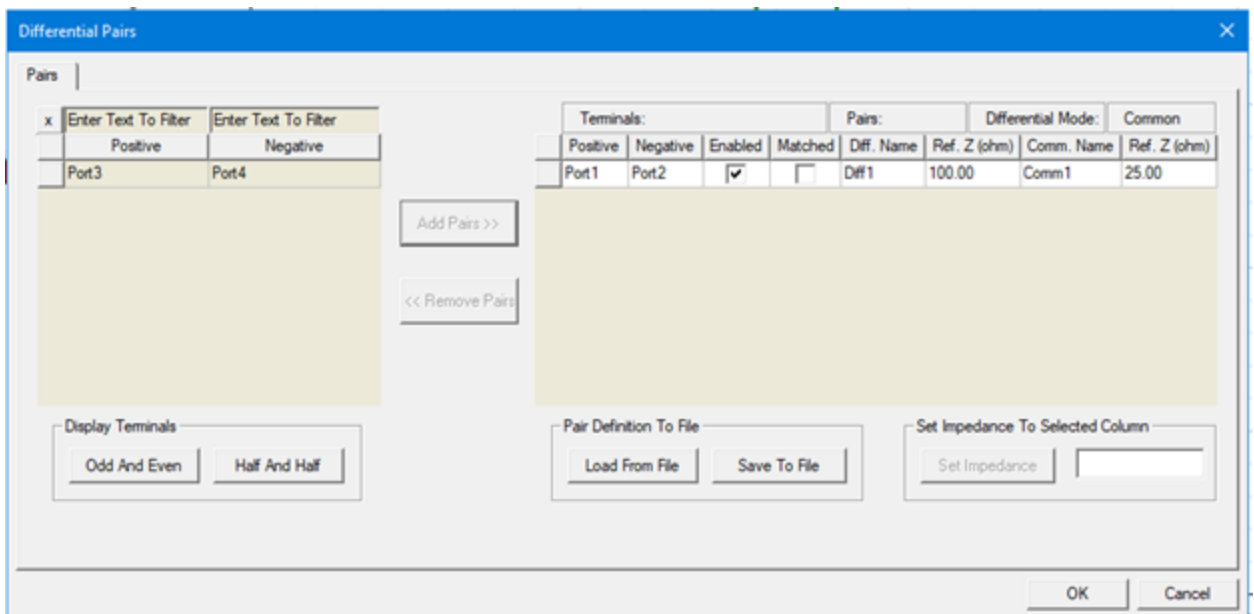 Differential Pairs
Pairs
x Enter Text To Filter Enter Text To Filter
Positive Negative
Port3 Port4
Add Pairs >>
<< Remove Pairs
Terminals: Pairs: Differential Mode: Common
Positive Negative Enabled Matched Diff. Name Ref. Z (ohm) Comm. Name Ref. Z (ohm)
Port1 Port2 Diff1 100.00 Comm1 25.00
Display Terminals
Odd And Even Half And Half
Pair Definition To File
Load From File Save To File
Set Impedance To Selected Column
Set Impedance
OK Cancel